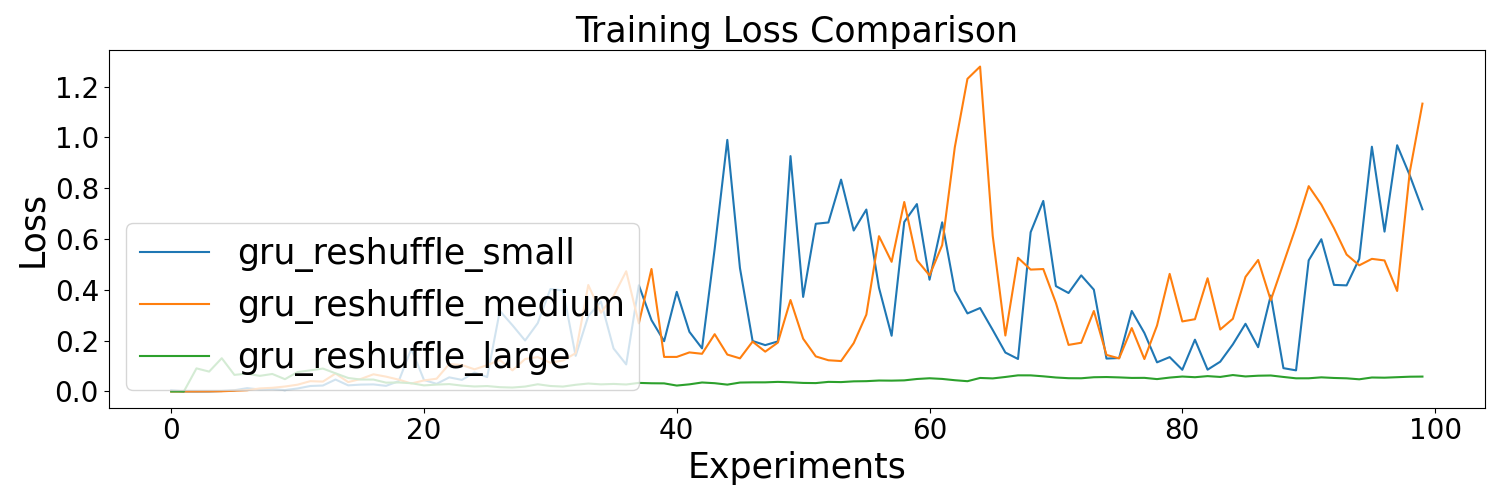 Training Loss Comparison
Loss
1.2
1.0
0.8
0.6
0.4
0.2
0.0
gru_reshuffle_small
gru_reshuffle_medium
gru_reshuffle_large
0 20 40 60 80 100
Experiments